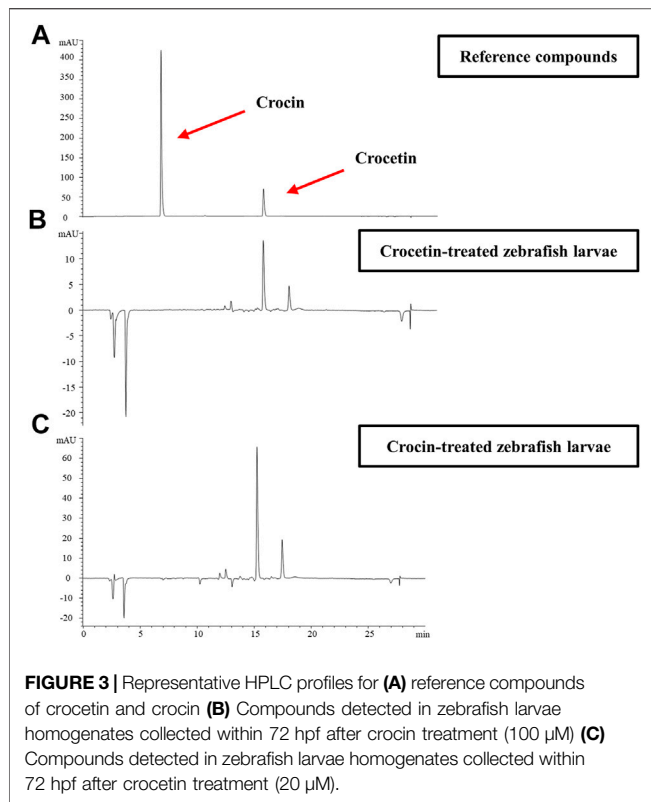 A
mAU
Reference compounds
400
350
300
250
200
150
100
50
0
Crocin
Crocetin
B
mAU
Crocetin-treated zebrafish larvae
10
5
0
-5
-10
-15
-20
C
mAU
Crocin-treated zebrafish larvae
60
50
40
30
20
10
0
-10
-20
0 5 10 15 20 25 min
FIGURE 3 | Representative HPLC profiles for (A) reference compounds
of crocetin and crocin (B) Compounds detected in zebrafish larvae
homogenates collected within 72 hpf after crocin treatment (100 μM) (C)
Compounds detected in zebrafish larvae homogenates collected within
72 hpf after crocetin treatment (20 μM).